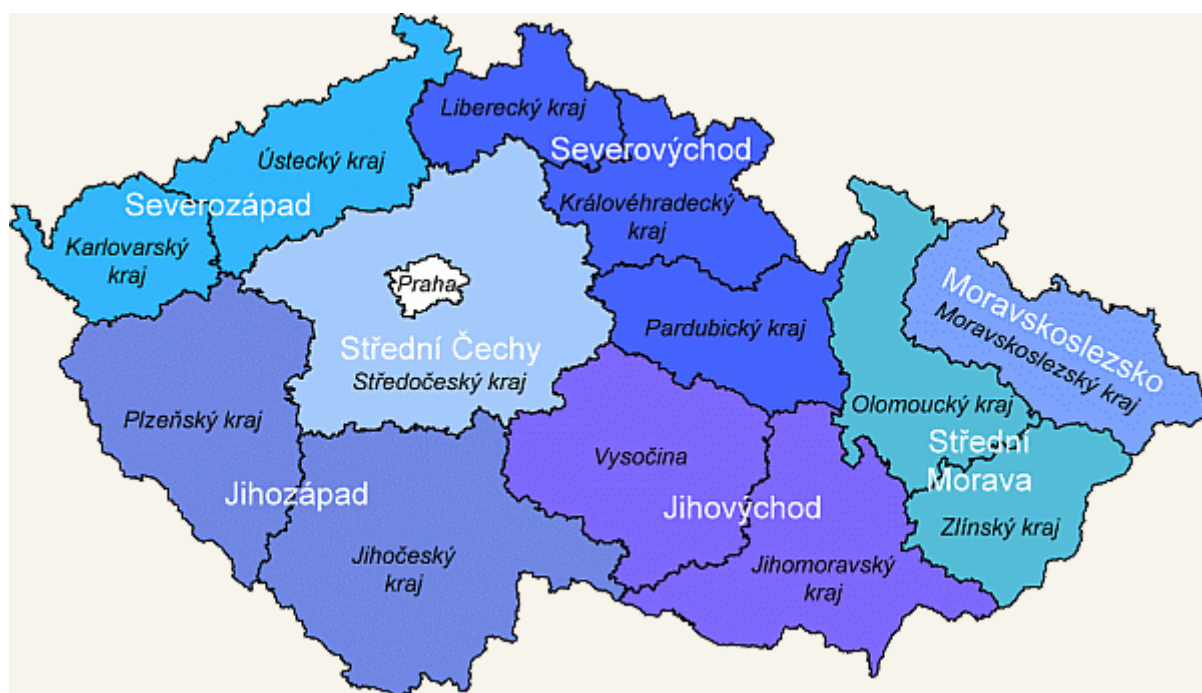 Liberecký kraj
Severovýchod
Ústecký kraj
Severozápad
Královéhradecký
kraj
Karlovarský
kraj
Praha
Moravskoslezsko
Moravskoslezský kraj
Pardubický kraj
Střední Čechy
Středočeský kraj
Plzeňský kraj
Olomoucký kraj
Střední
Morava
Vysočina
Jihozápad
Jihovýchod
Zlínský kraj
Jihočeský
kraj
Jihomoravský
kraj